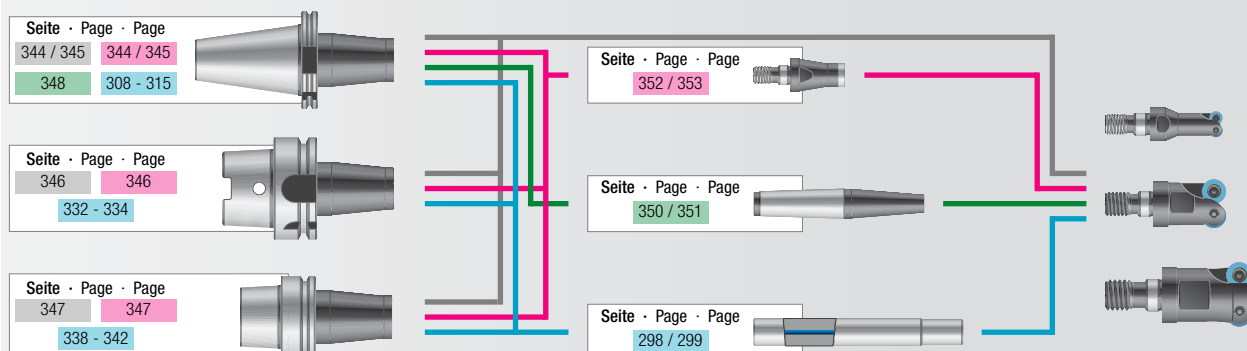 Seite · Page · Page
344 / 345 344 / 345
348 308 - 315
Seite · Page · Page
352 / 353
Seite · Page · Page
346 346
332 - 334
Seite · Page · Page
350 / 351
Seite · Page · Page
347 347
338 - 342
Seite · Page · Page
298 / 299